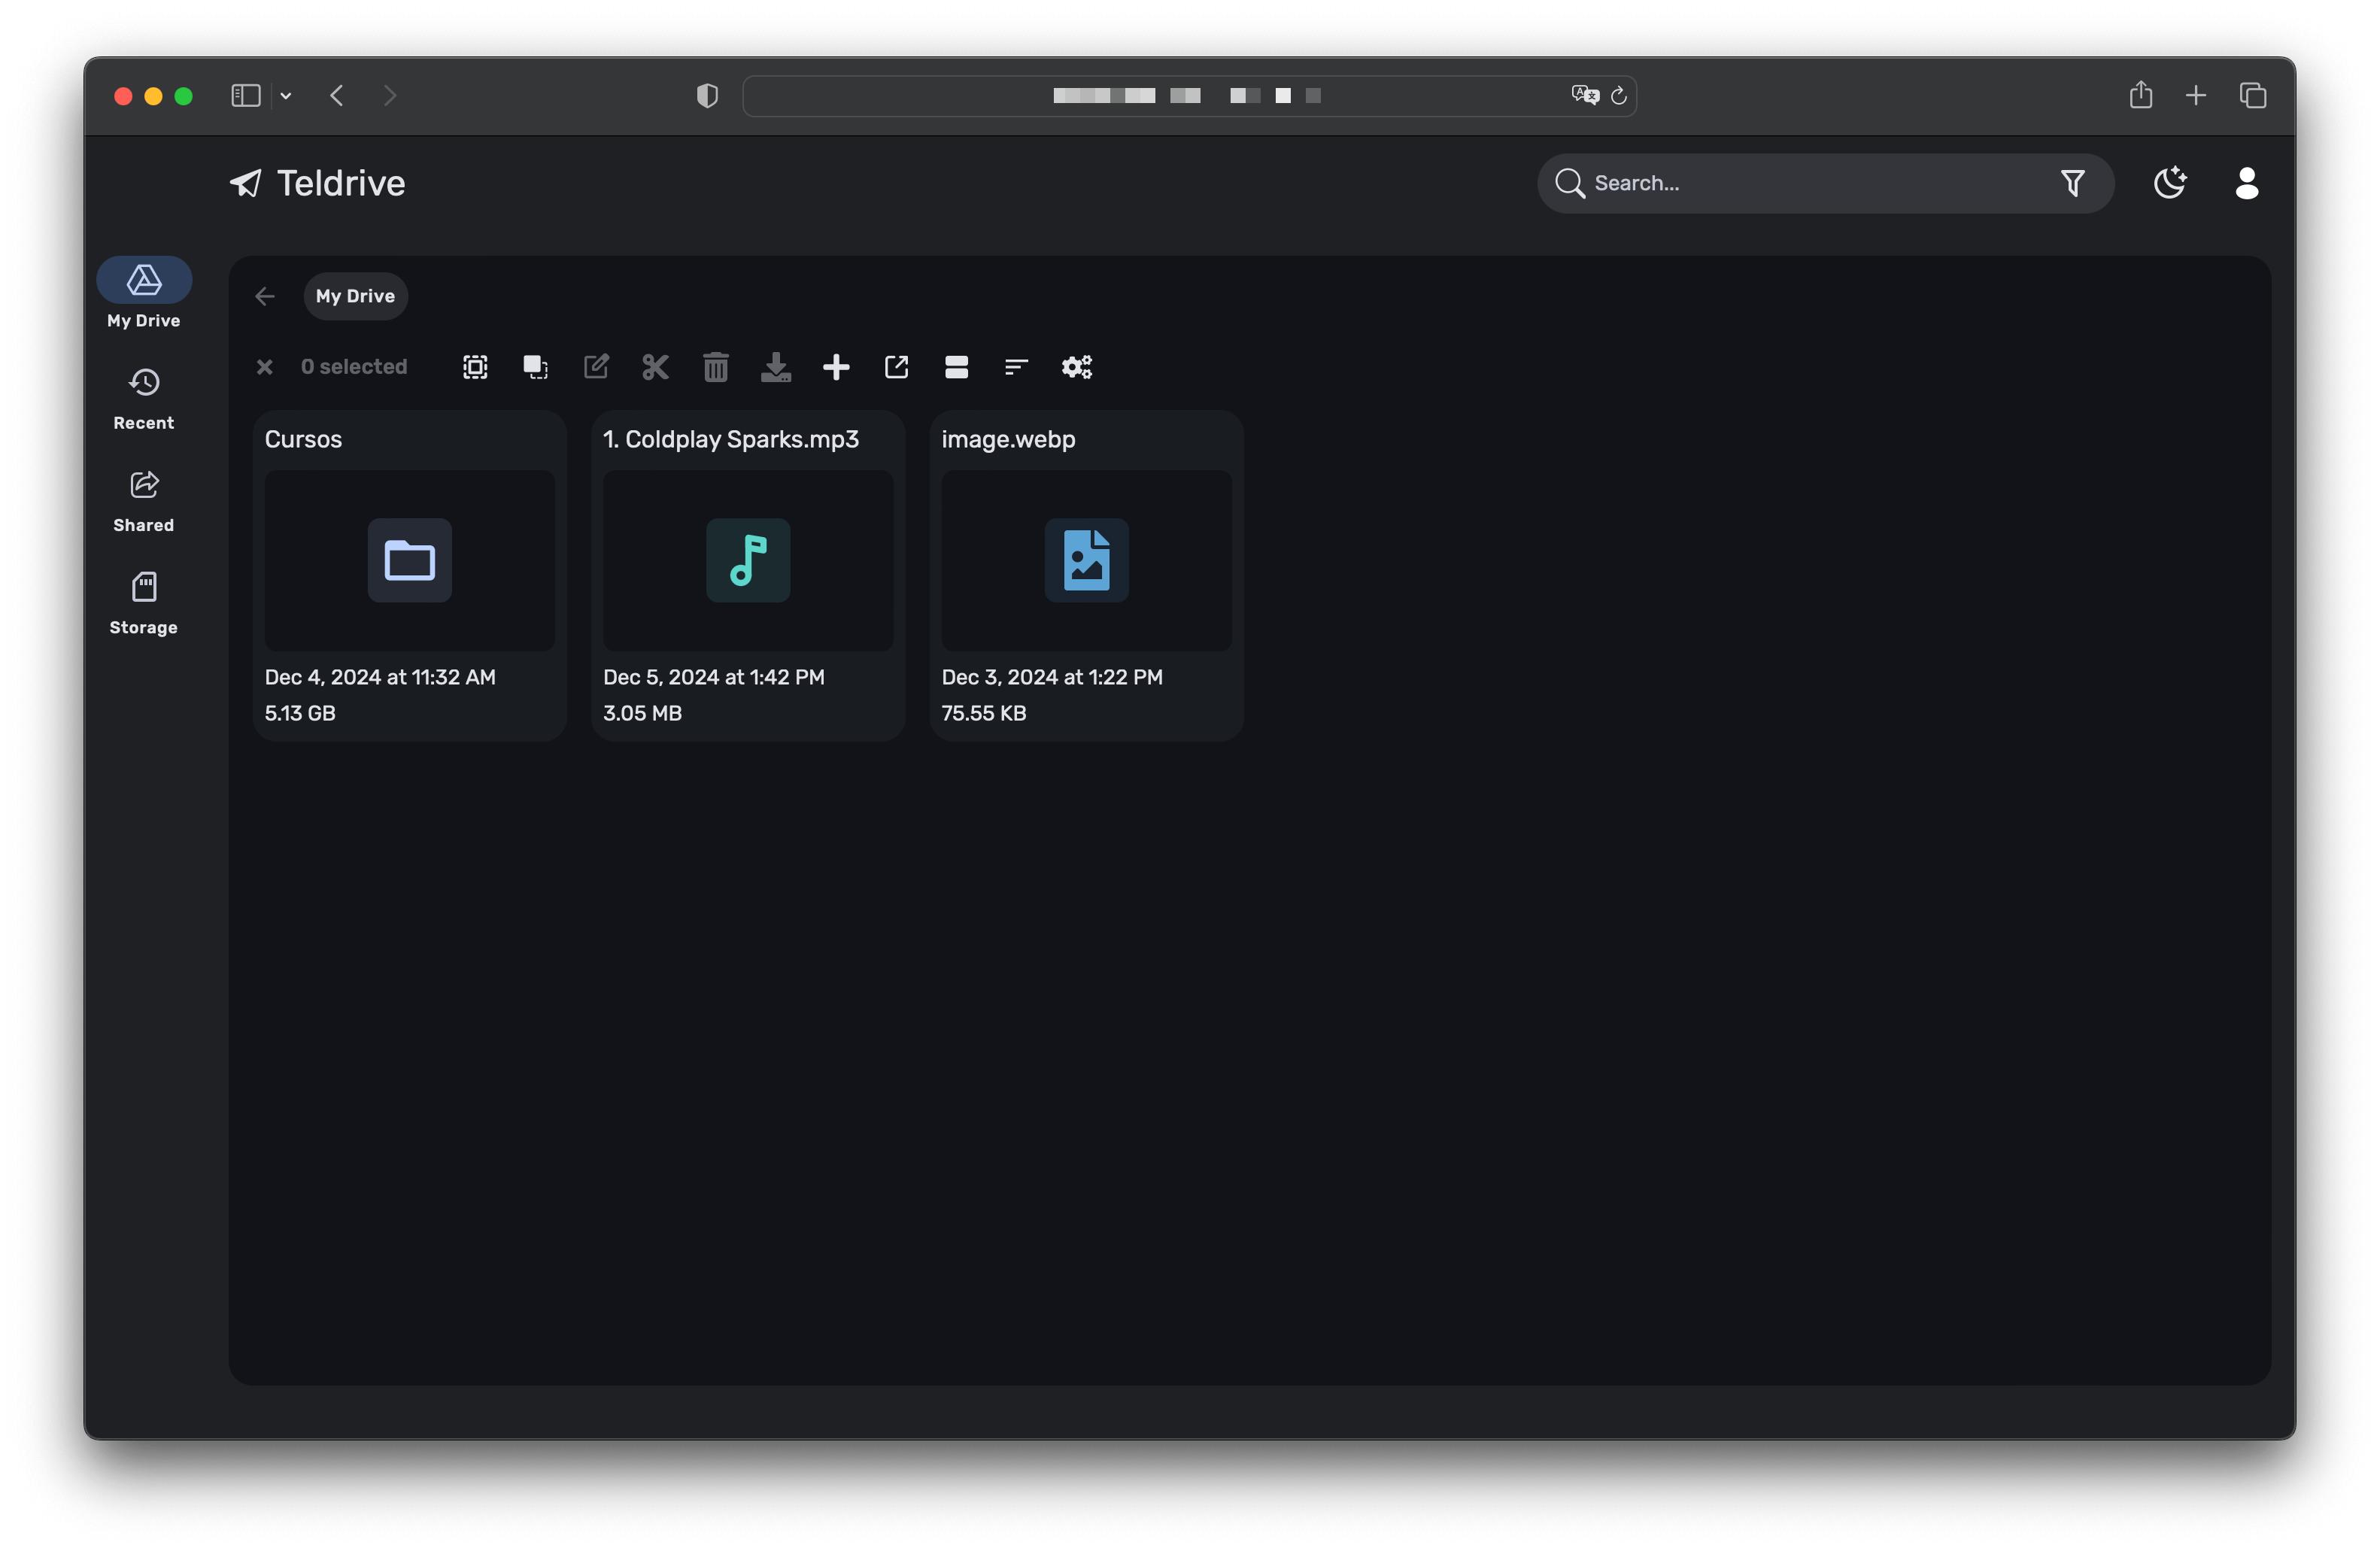 Teldrive
Search...
My Drive
Recent
Shared
Storage
My Drive
0 selected
Cursos
Dec 4, 2024 at 11:32 AM
5.13 GB
1. Coldplay Sparks.mp3
Dec 5, 2024 at 1:42 PM
3.05 MB
image.webp
Dec 3, 2024 at 1:22 PM
75.55 KB